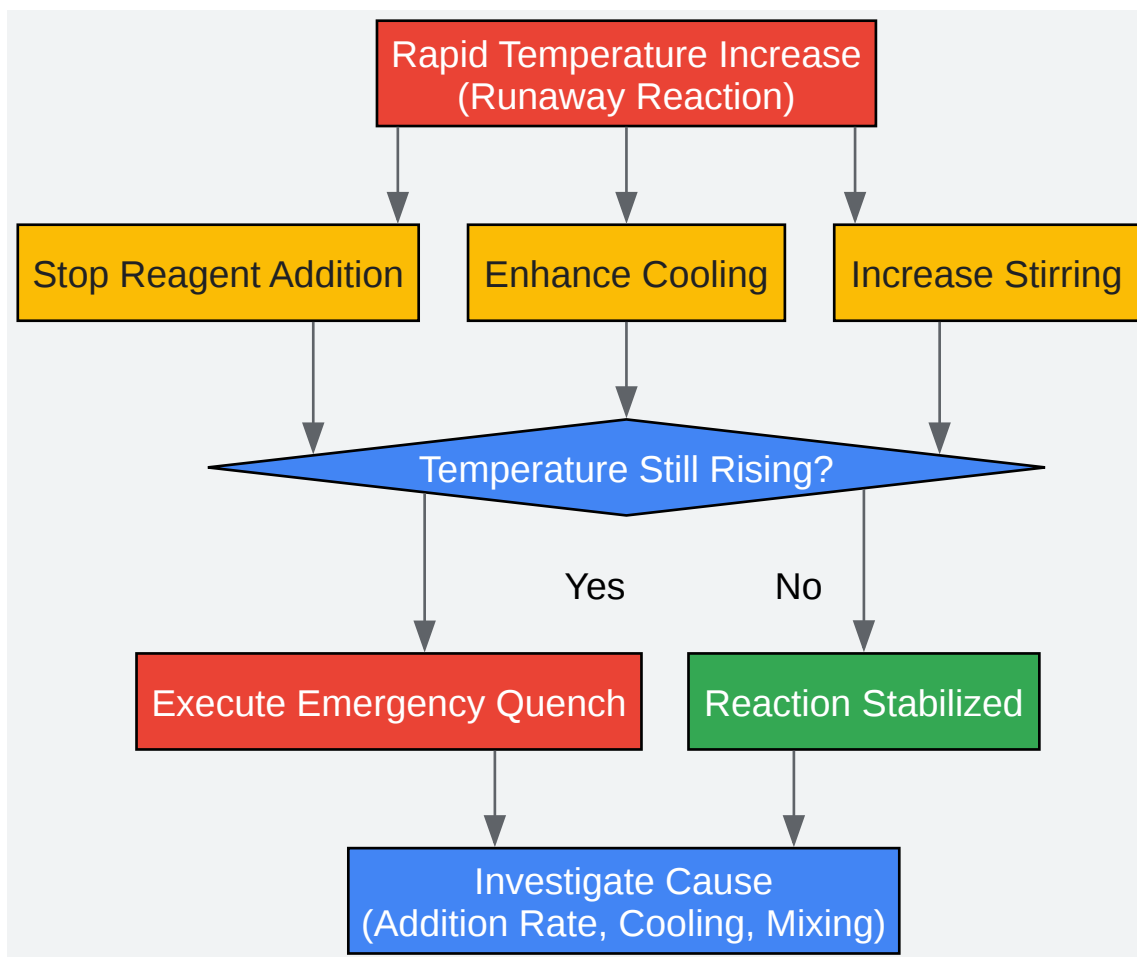 Rapid Temperature Increase
(Runaway Reaction)
Stop Reagent Addition
Enhance Cooling
Increase Stirring
Temperature Still Rising?
Yes
No
Execute Emergency Quench
Reaction Stabilized
Investigate Cause
(Addition Rate, Cooling, Mixing)